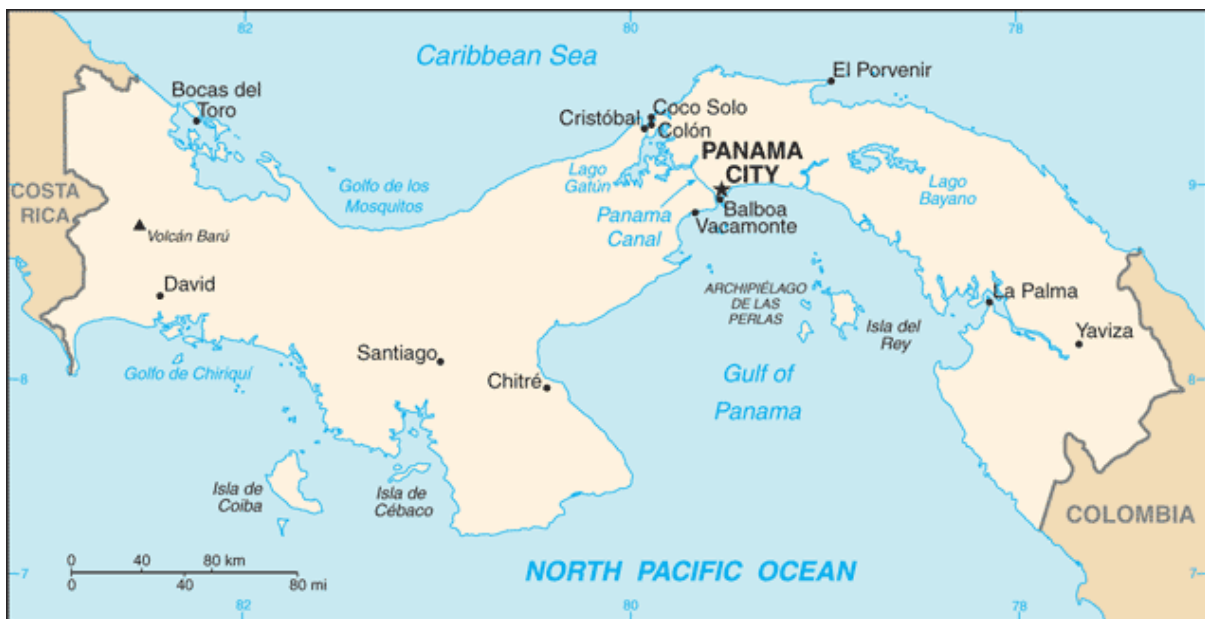 82
80
78
Caribbean Sea
El Porvenir
Bocas del
Toro
Coco Solo
Cristóbal
Colón
PANAMA
CITY
Lago
Gatún
Lago
Bayano
COSTA
RICA
Golfo de los
Mosquitos
9
Panama
Canal
Balboa
Vacamonte
Volcán Barú
David
ARCHIPIÉLAGO
DE LAS
PERLAS
La Palma
Isla del
Rey
Yaviza
Santiago
Golfo de Chiriquí
Chitré
8
8
Gulf of
Panama
Isla de
Coiba
Isla de
Cébaco
COLOMBIA
0 40 80 km
0 40 80 mi
NORTH PACIFIC OCEAN
7
7
82
80
78